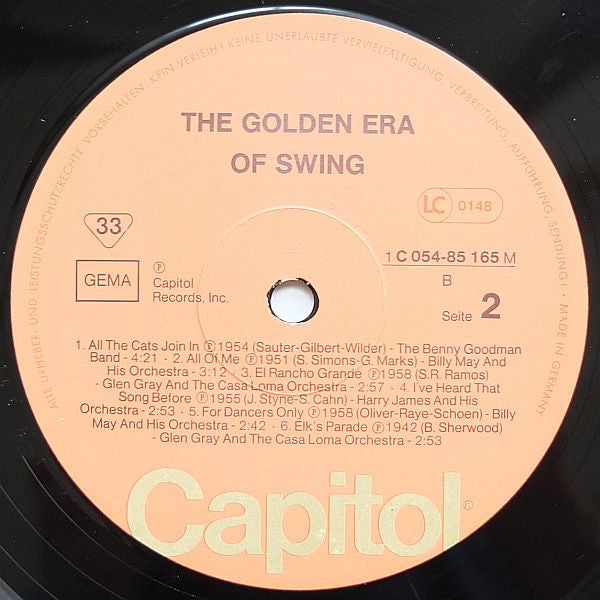 ALLE URHEBER- UND LEISTUNGSSCHUTZRECHTE VORBEHALTEN. KEIN VERLEIH! KEINE UNERLAUBTE VERVIELFÄLTIGUNG, VERBREITUNG, AUFFÜHRUNG, SENDUNG! · MADE IN GERMANY
THE GOLDEN ERA
OF SWING
LC 0148
33
GEMA
℗
Capitol
Records, Inc.
1 C 054-85 165 M
B
Seite 2
1. All The Cats Join In ℗ 1954 (Sauter-Gilbert-Wilder) - The Benny Goodman
Band - 4:21 · 2. All Of Me ℗ 1951 (S. Simons-G. Marks) - Billy May And
His Orchestra - 3:12 · 3. El Rancho Grande ℗ 1958 (S.R. Ramos)
- Glen Gray And The Casa Loma Orchestra - 2:57 · 4. I've Heard That
Song Before ℗ 1955 (J. Styne-S. Cahn) - Harry James And His
Orchestra - 2:53 · 5. For Dancers Only ℗ 1958 (Oliver-Raye-Schoen) - Billy
May And His Orchestra - 2:42 · 6. Elk's Parade ℗ 1942 (B. Sherwood)
- Glen Gray And The Casa Loma Orchestra - 2:53
Capitol®